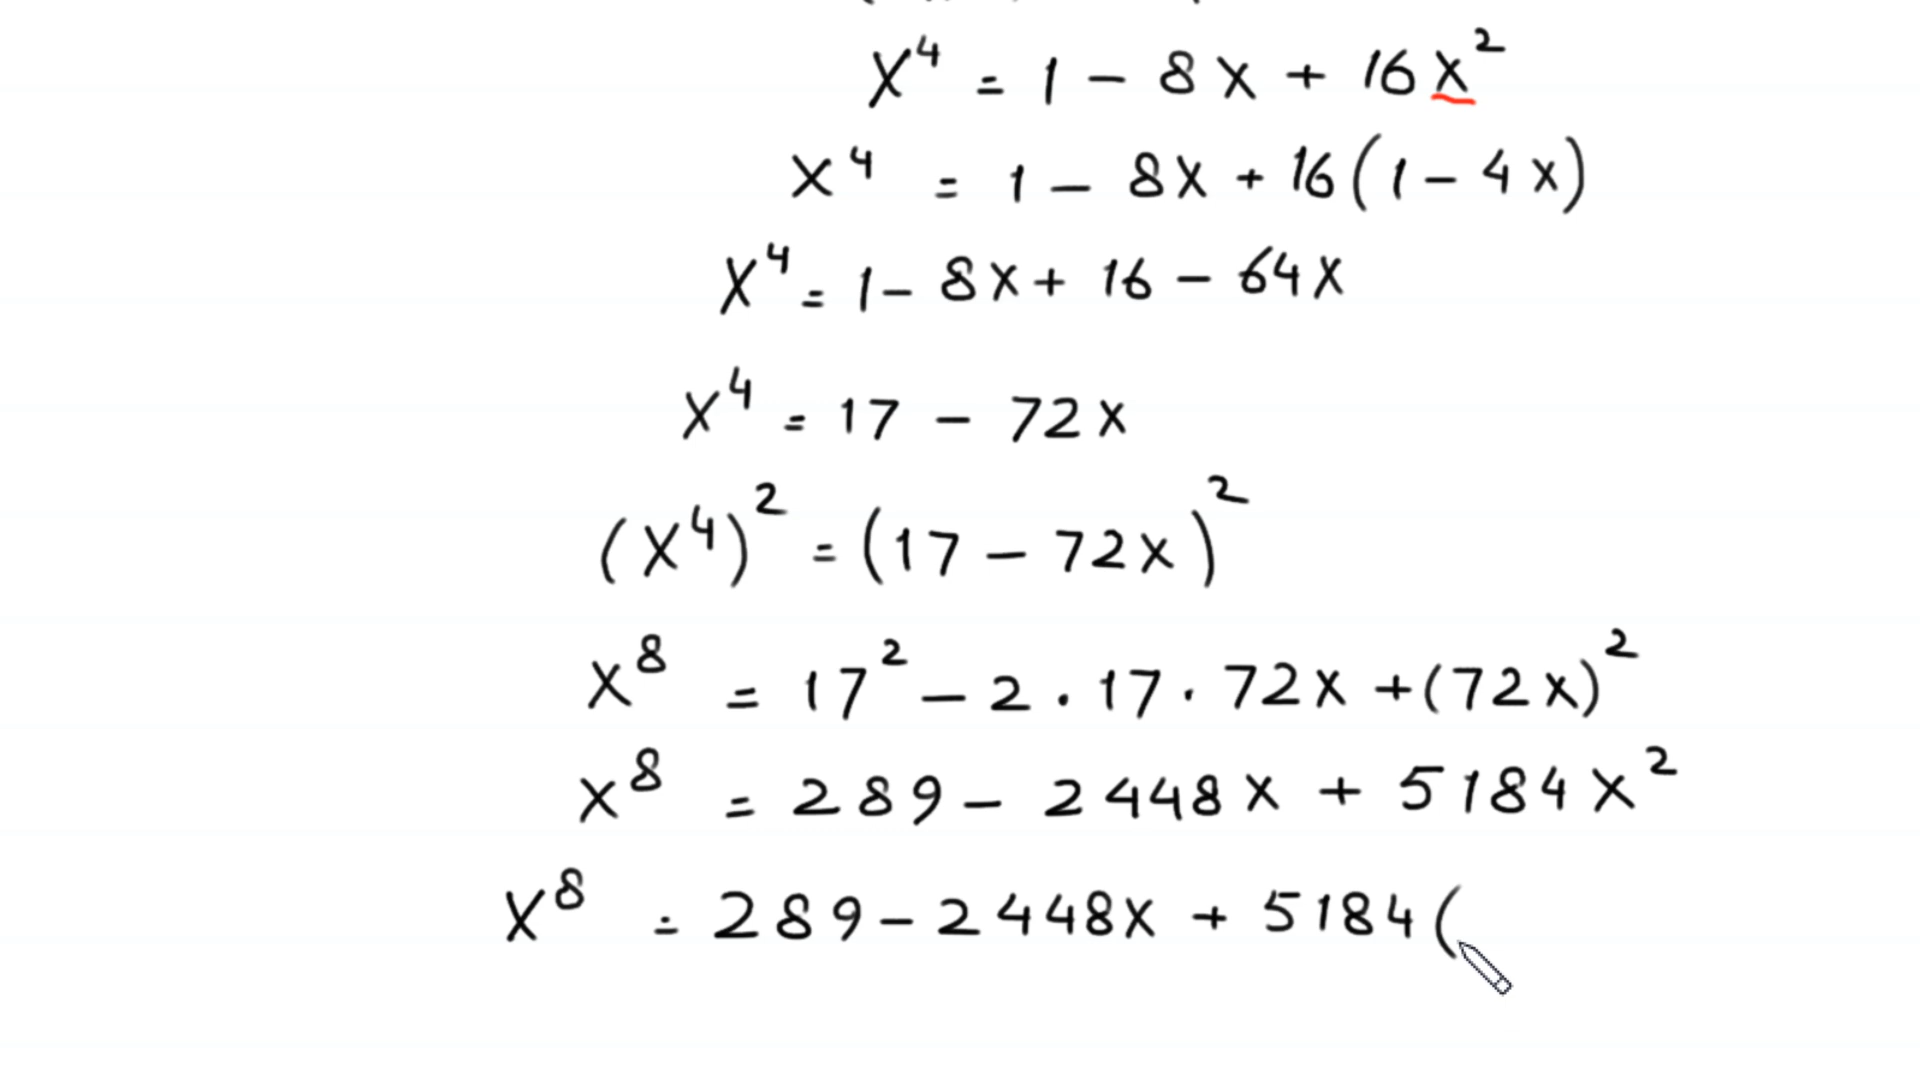 X⁴ = 1 - 8x + 16x²
x⁴ = 1 - 8x + 16(1 - 4x)
X⁴ = 1 - 8x + 16 - 64x
x⁴ = 17 - 72x
(x⁴)² = (17 - 72x)²
x⁸ = 17² - 2 · 17 · 72x + (72x)²
x⁸ = 289 - 2448x + 5184x²
x⁸ = 289 - 2448x + 5184(